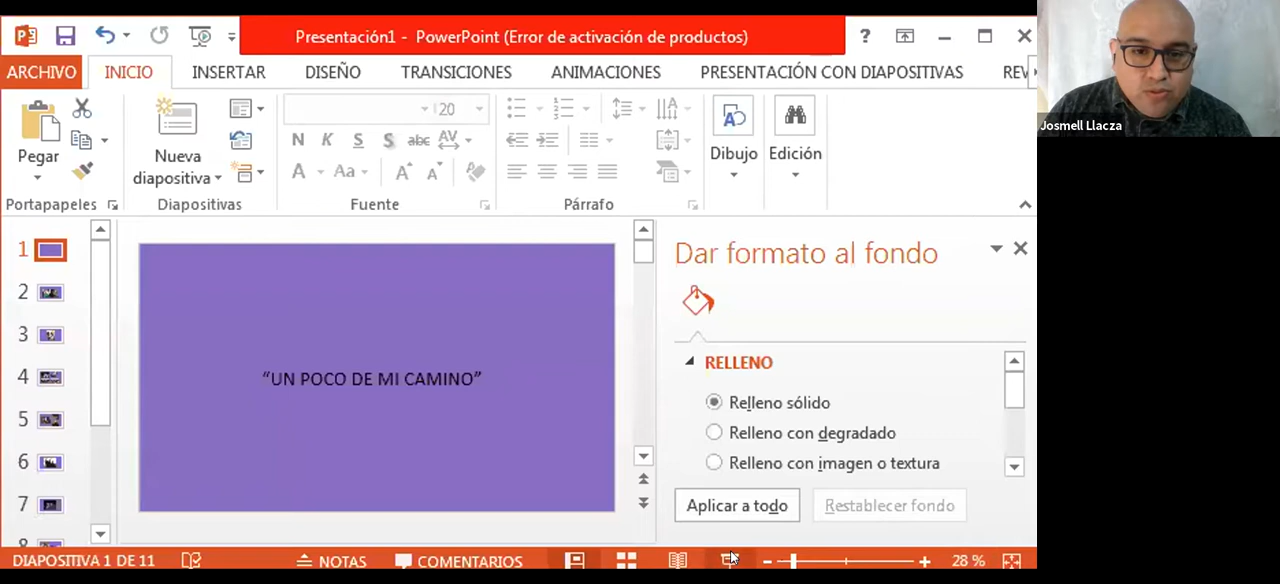 Presentación1 - PowerPoint (Error de activación de productos)
?
ARCHIVO INICIO INSERTAR DISEÑO TRANSICIONES ANIMACIONES PRESENTACIÓN CON DIAPOSITIVAS REV
20
N K S S abc AV
A Aa A A
Pegar
Nueva
diapositiva
Dibujo
Edición
Portapapeles Diapositivas Fuente Párrafo
1
2
3
4
5
6
7
8
“UN POCO DE MI CAMINO”
Dar formato al fondo
RELLENO
Relleno sólido
Relleno con degradado
Relleno con imagen o textura
Aplicar a todo Restablecer fondo
DIAPOSITIVA 1 DE 11 NOTAS COMENTARIOS 28 %
Josmell Llacza